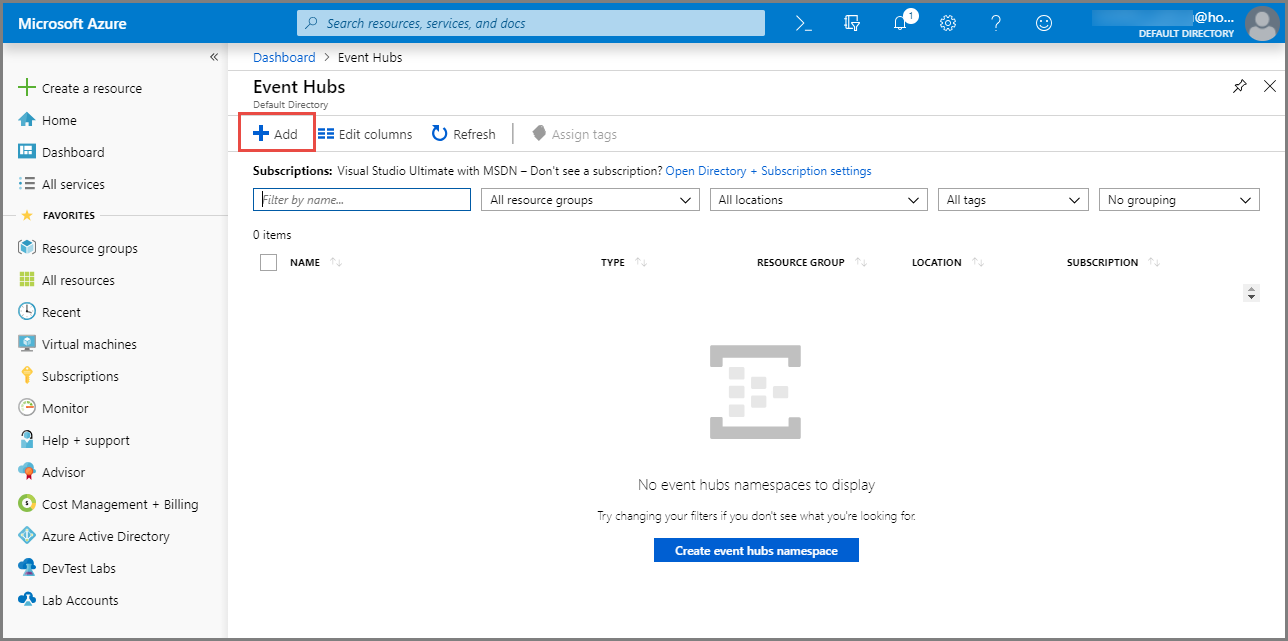 Microsoft Azure
Search resources, services, and docs
1
@ho...
DEFAULT DIRECTORY
Create a resource
Home
Dashboard
All services
FAVORITES
Resource groups
All resources
Recent
Virtual machines
Subscriptions
Monitor
Help + support
Advisor
Cost Management + Billing
Azure Active Directory
DevTest Labs
Lab Accounts
Dashboard > Event Hubs
Event Hubs
Default Directory
Add Edit columns Refresh Assign tags
Subscriptions: Visual Studio Ultimate with MSDN – Don't see a subscription? Open Directory + Subscription settings
Filter by name... All resource groups All locations All tags No grouping
0 items
NAME TYPE RESOURCE GROUP LOCATION SUBSCRIPTION
No event hubs namespaces to display
Try changing your filters if you don't see what you're looking for.
Create event hubs namespace